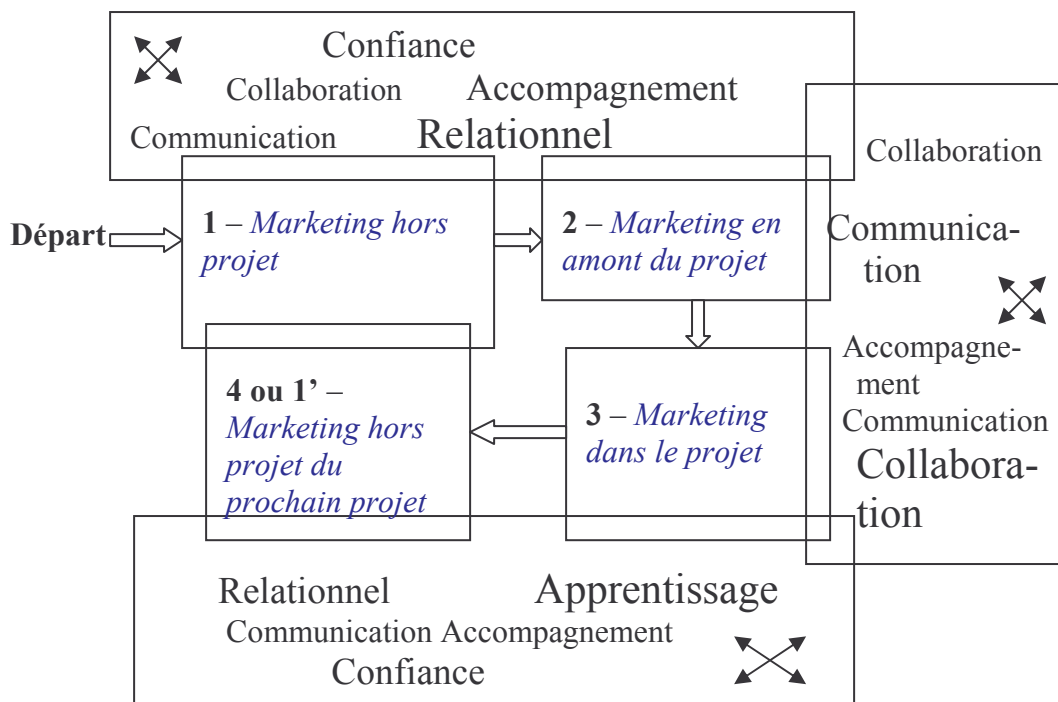 Confiance
Collaboration Accompagnement
Communication Relationnel
Collaboration
Départ
1 – Marketing hors
projet
2 – Marketing en
amont du projet
Communica-
tion
Accompagne-
ment
Communication
Collabora-
tion
4 ou 1’ –
Marketing hors
projet du
prochain projet
3 – Marketing
dans le projet
Relationnel Apprentissage
Communication Accompagnement
Confiance